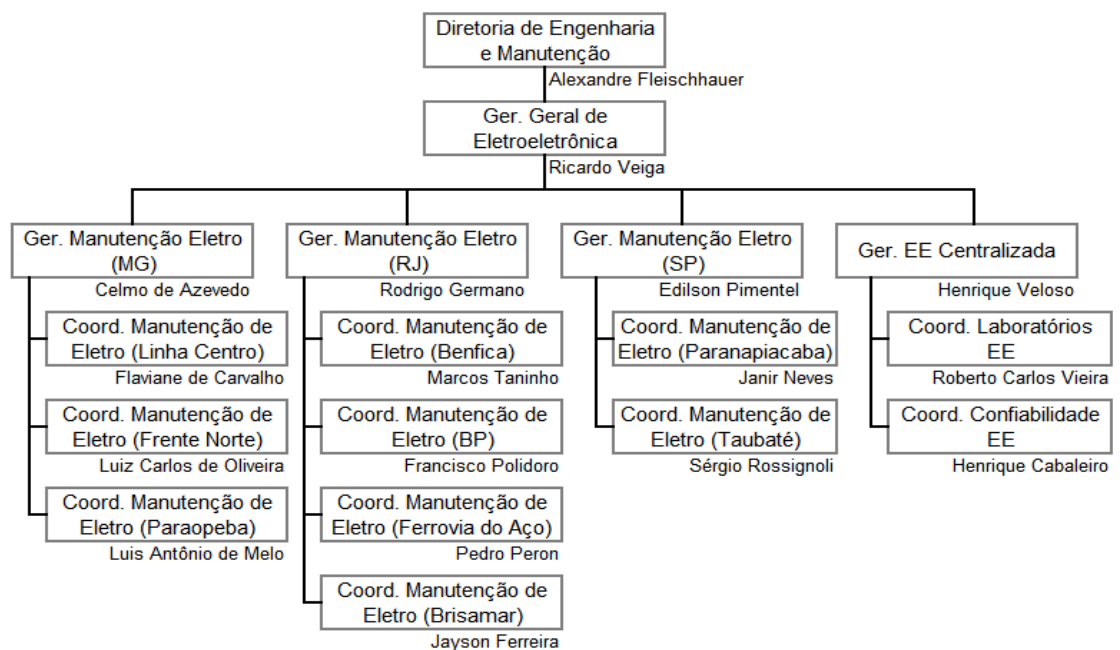 Diretoria de Engenharia
e Manutenção
Alexandre Fleischhauer
Ger. Geral de
Eletroeletrônica
Ricardo Veiga
Ger. Manutenção Eletro
(MG)
Celmo de Azevedo
Coord. Manutenção de
Eletro (Linha Centro)
Flaviane de Carvalho
Coord. Manutenção de
Eletro (Frente Norte)
Luiz Carlos de Oliveira
Coord. Manutenção de
Eletro (Paraopeba)
Luis Antônio de Melo
Ger. Manutenção Eletro
(RJ)
Rodrigo Germano
Coord. Manutenção de
Eletro (Benfica)
Marcos Taninho
Coord. Manutenção de
Eletro (BP)
Francisco Polidoro
Coord. Manutenção de
Eletro (Ferrovia do Aço)
Pedro Peron
Coord. Manutenção de
Eletro (Brisamar)
Jayson Ferreira
Ger. Manutenção Eletro
(SP)
Edilson Pimentel
Coord. Manutenção de
Eletro (Paranapiacaba)
Janir Neves
Coord. Manutenção de
Eletro (Taubaté)
Sérgio Rossignoli
Ger. EE Centralizada
Henrique Veloso
Coord. Laboratórios
EE
Roberto Carlos Vieira
Coord. Confiabilidade
EE
Henrique Cabaleiro